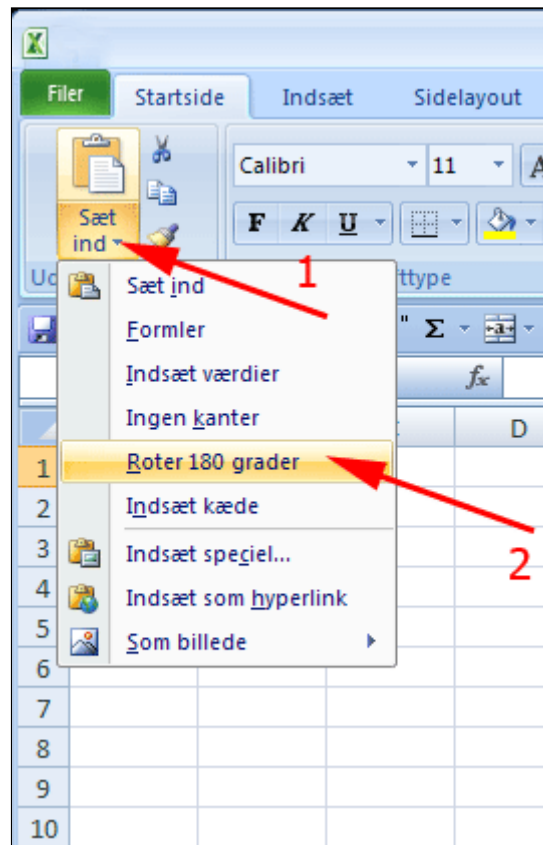 Filer Startside Indsæt Sidelayout
Calibri 11 A
Sæt
ind
F K U
1
Ud fttype
Sæt ind
Formler
Indsæt værdier
Ingen kanter
Roter 180 grader
Indsæt kæde
Indsæt speciel...
Indsæt som hyperlink
Som billede
" Σ a
fx
D
2
1
2
3
4
5
6
7
8
9
10